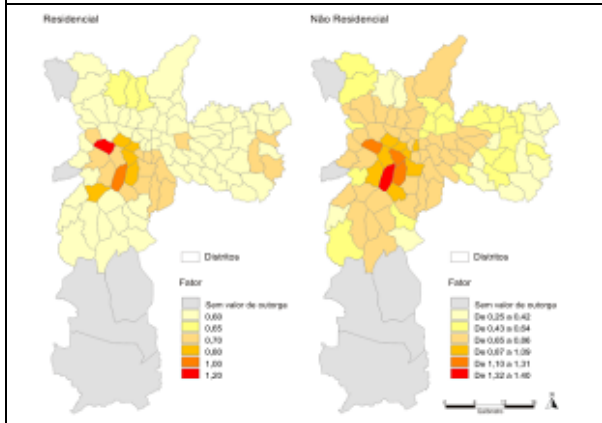 Residencial
Não Residencial
Distritos
Fator
Sem valor de outorga
0,60
0,65
0,70
0,80
1,00
1,20
Distritos
Fator
Sem valor de outorga
De 0,25 a 0,42
De 0,43 a 0,64
De 0,65 a 0,86
De 0,87 a 1,09
De 1,10 a 1,31
De 1,32 a 1,40